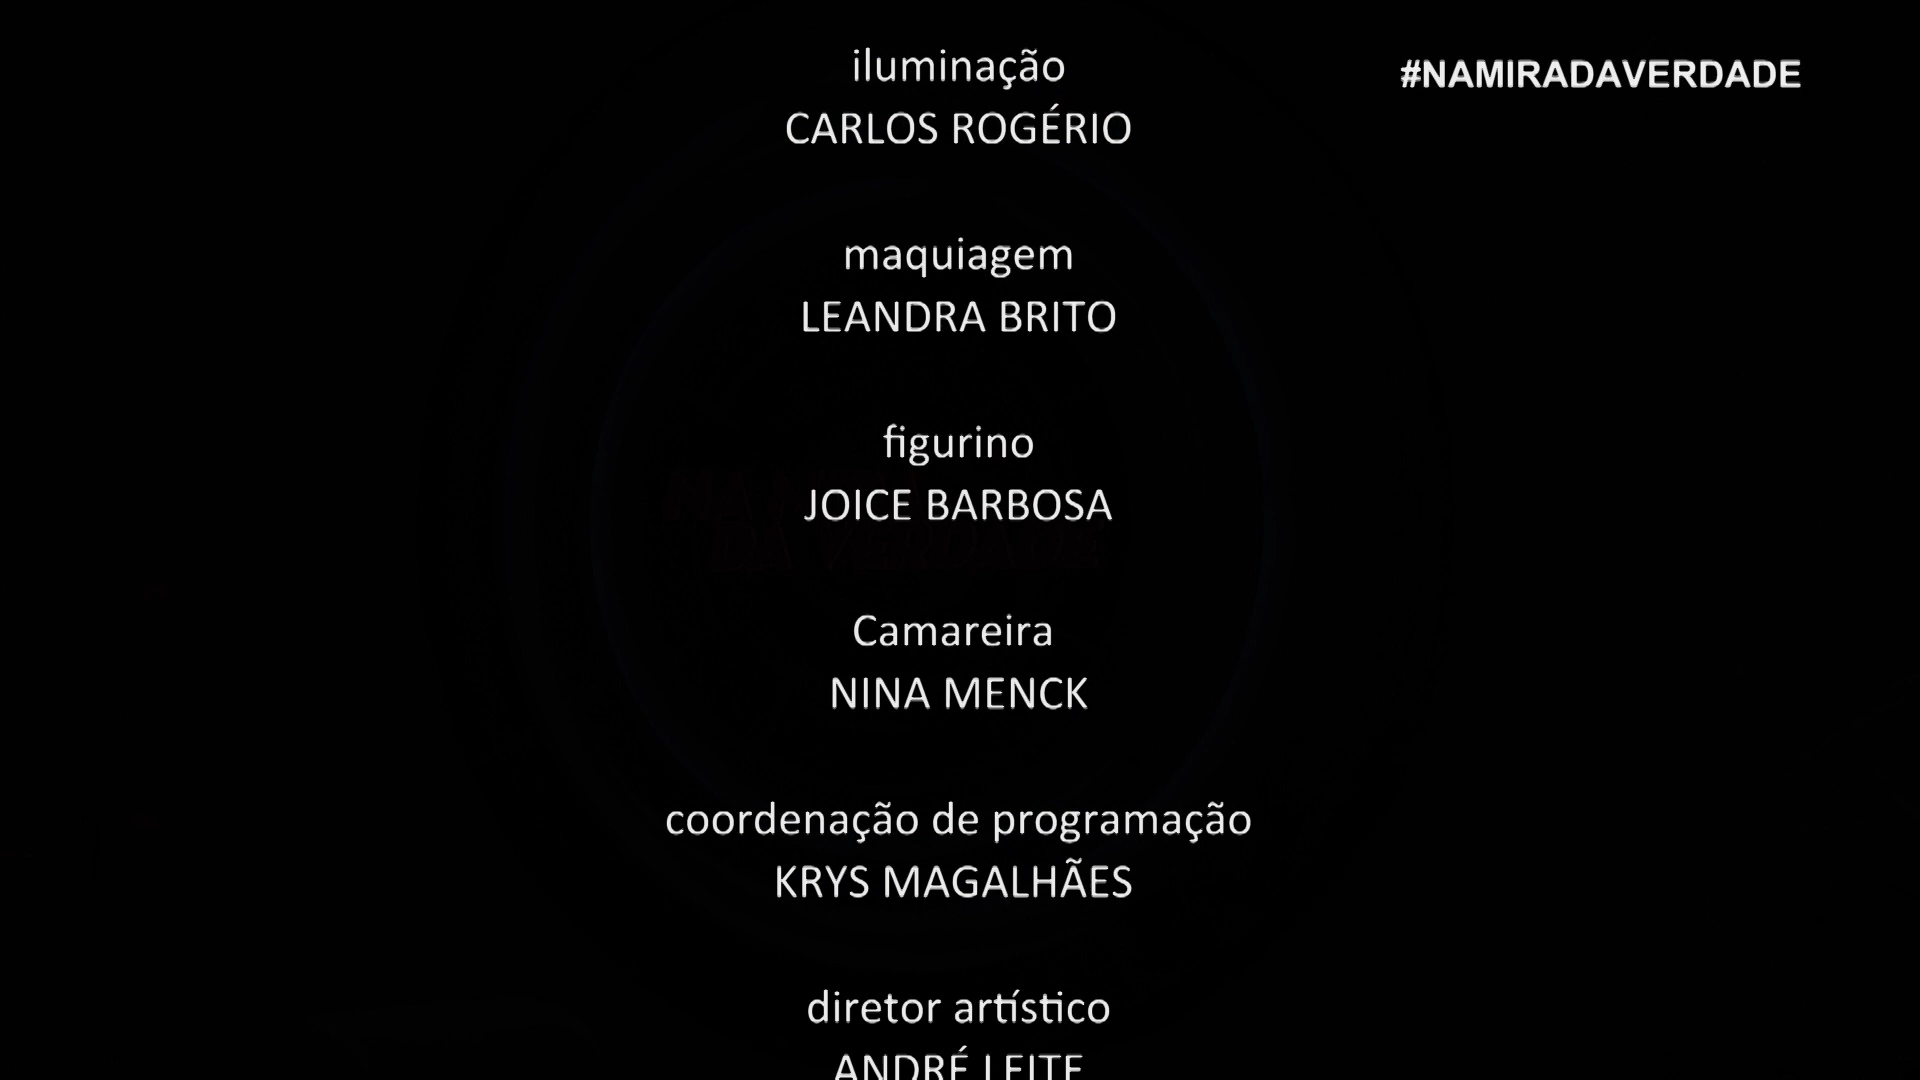 iluminação
#NAMIRADAVERDADE
CARLOS ROGÉRIO
maquiagem
LEANDRA BRITO
figurino
JOICE BARBOSA
Camareira
NINA MENCK
coordenação de programação
KRYS MAGALHÃES
diretor artístico
ANDRÉ LEITE